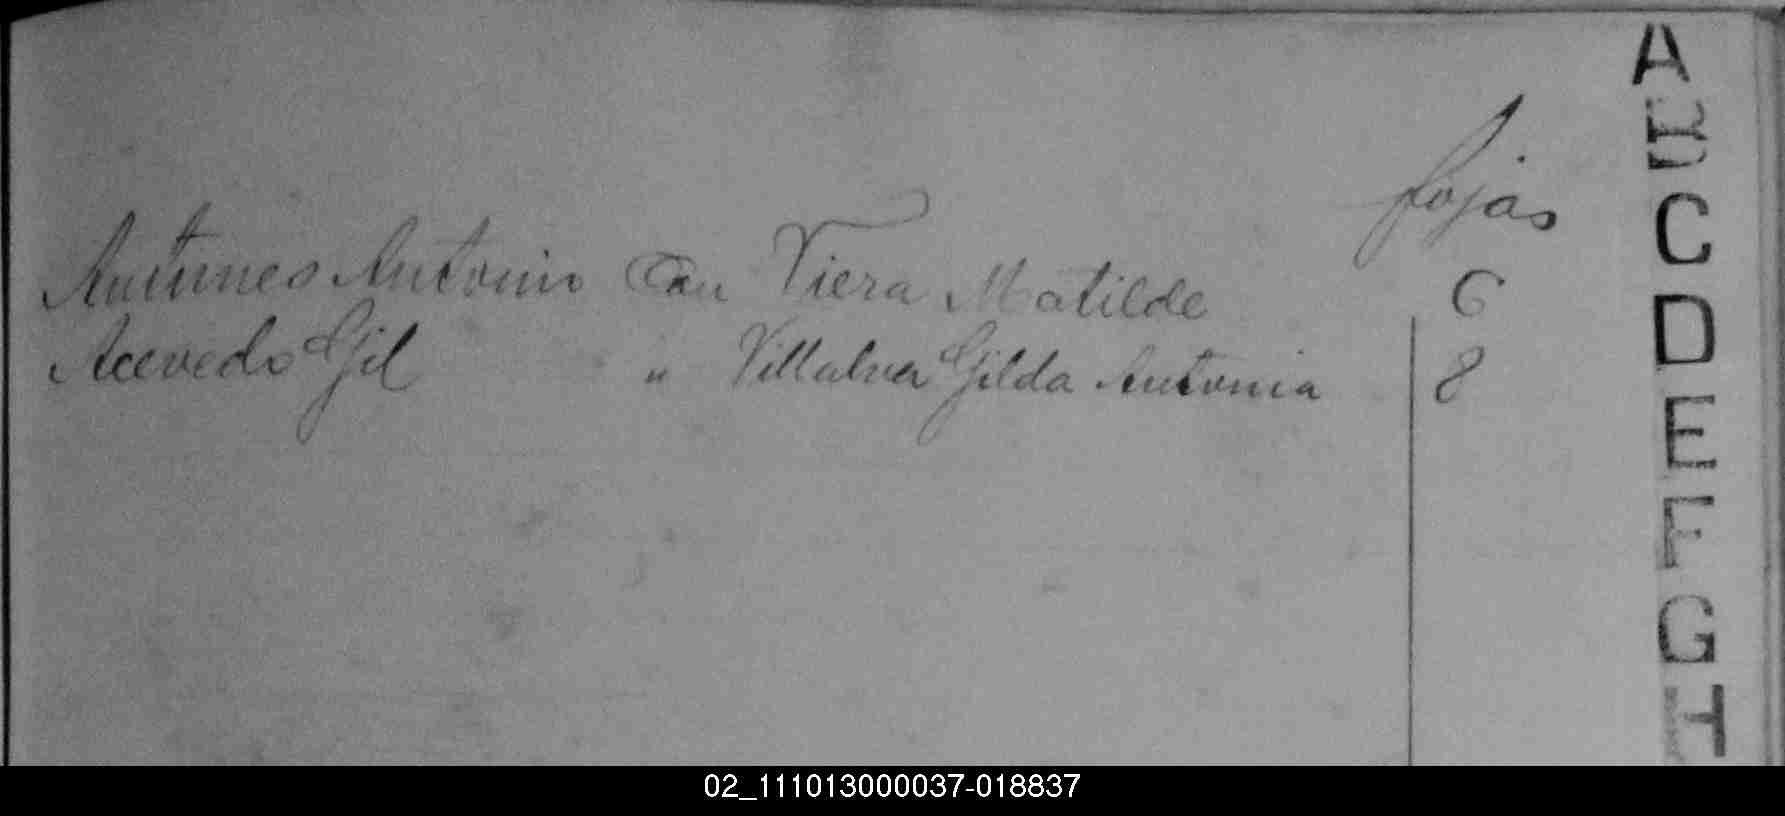 fojas
Antunes Antonio Con Viera Matilde 6
Acevedo Gil " Villalva Gilda Antonia 8
A
B
C
D
E
F
G
02_111013000037-018837